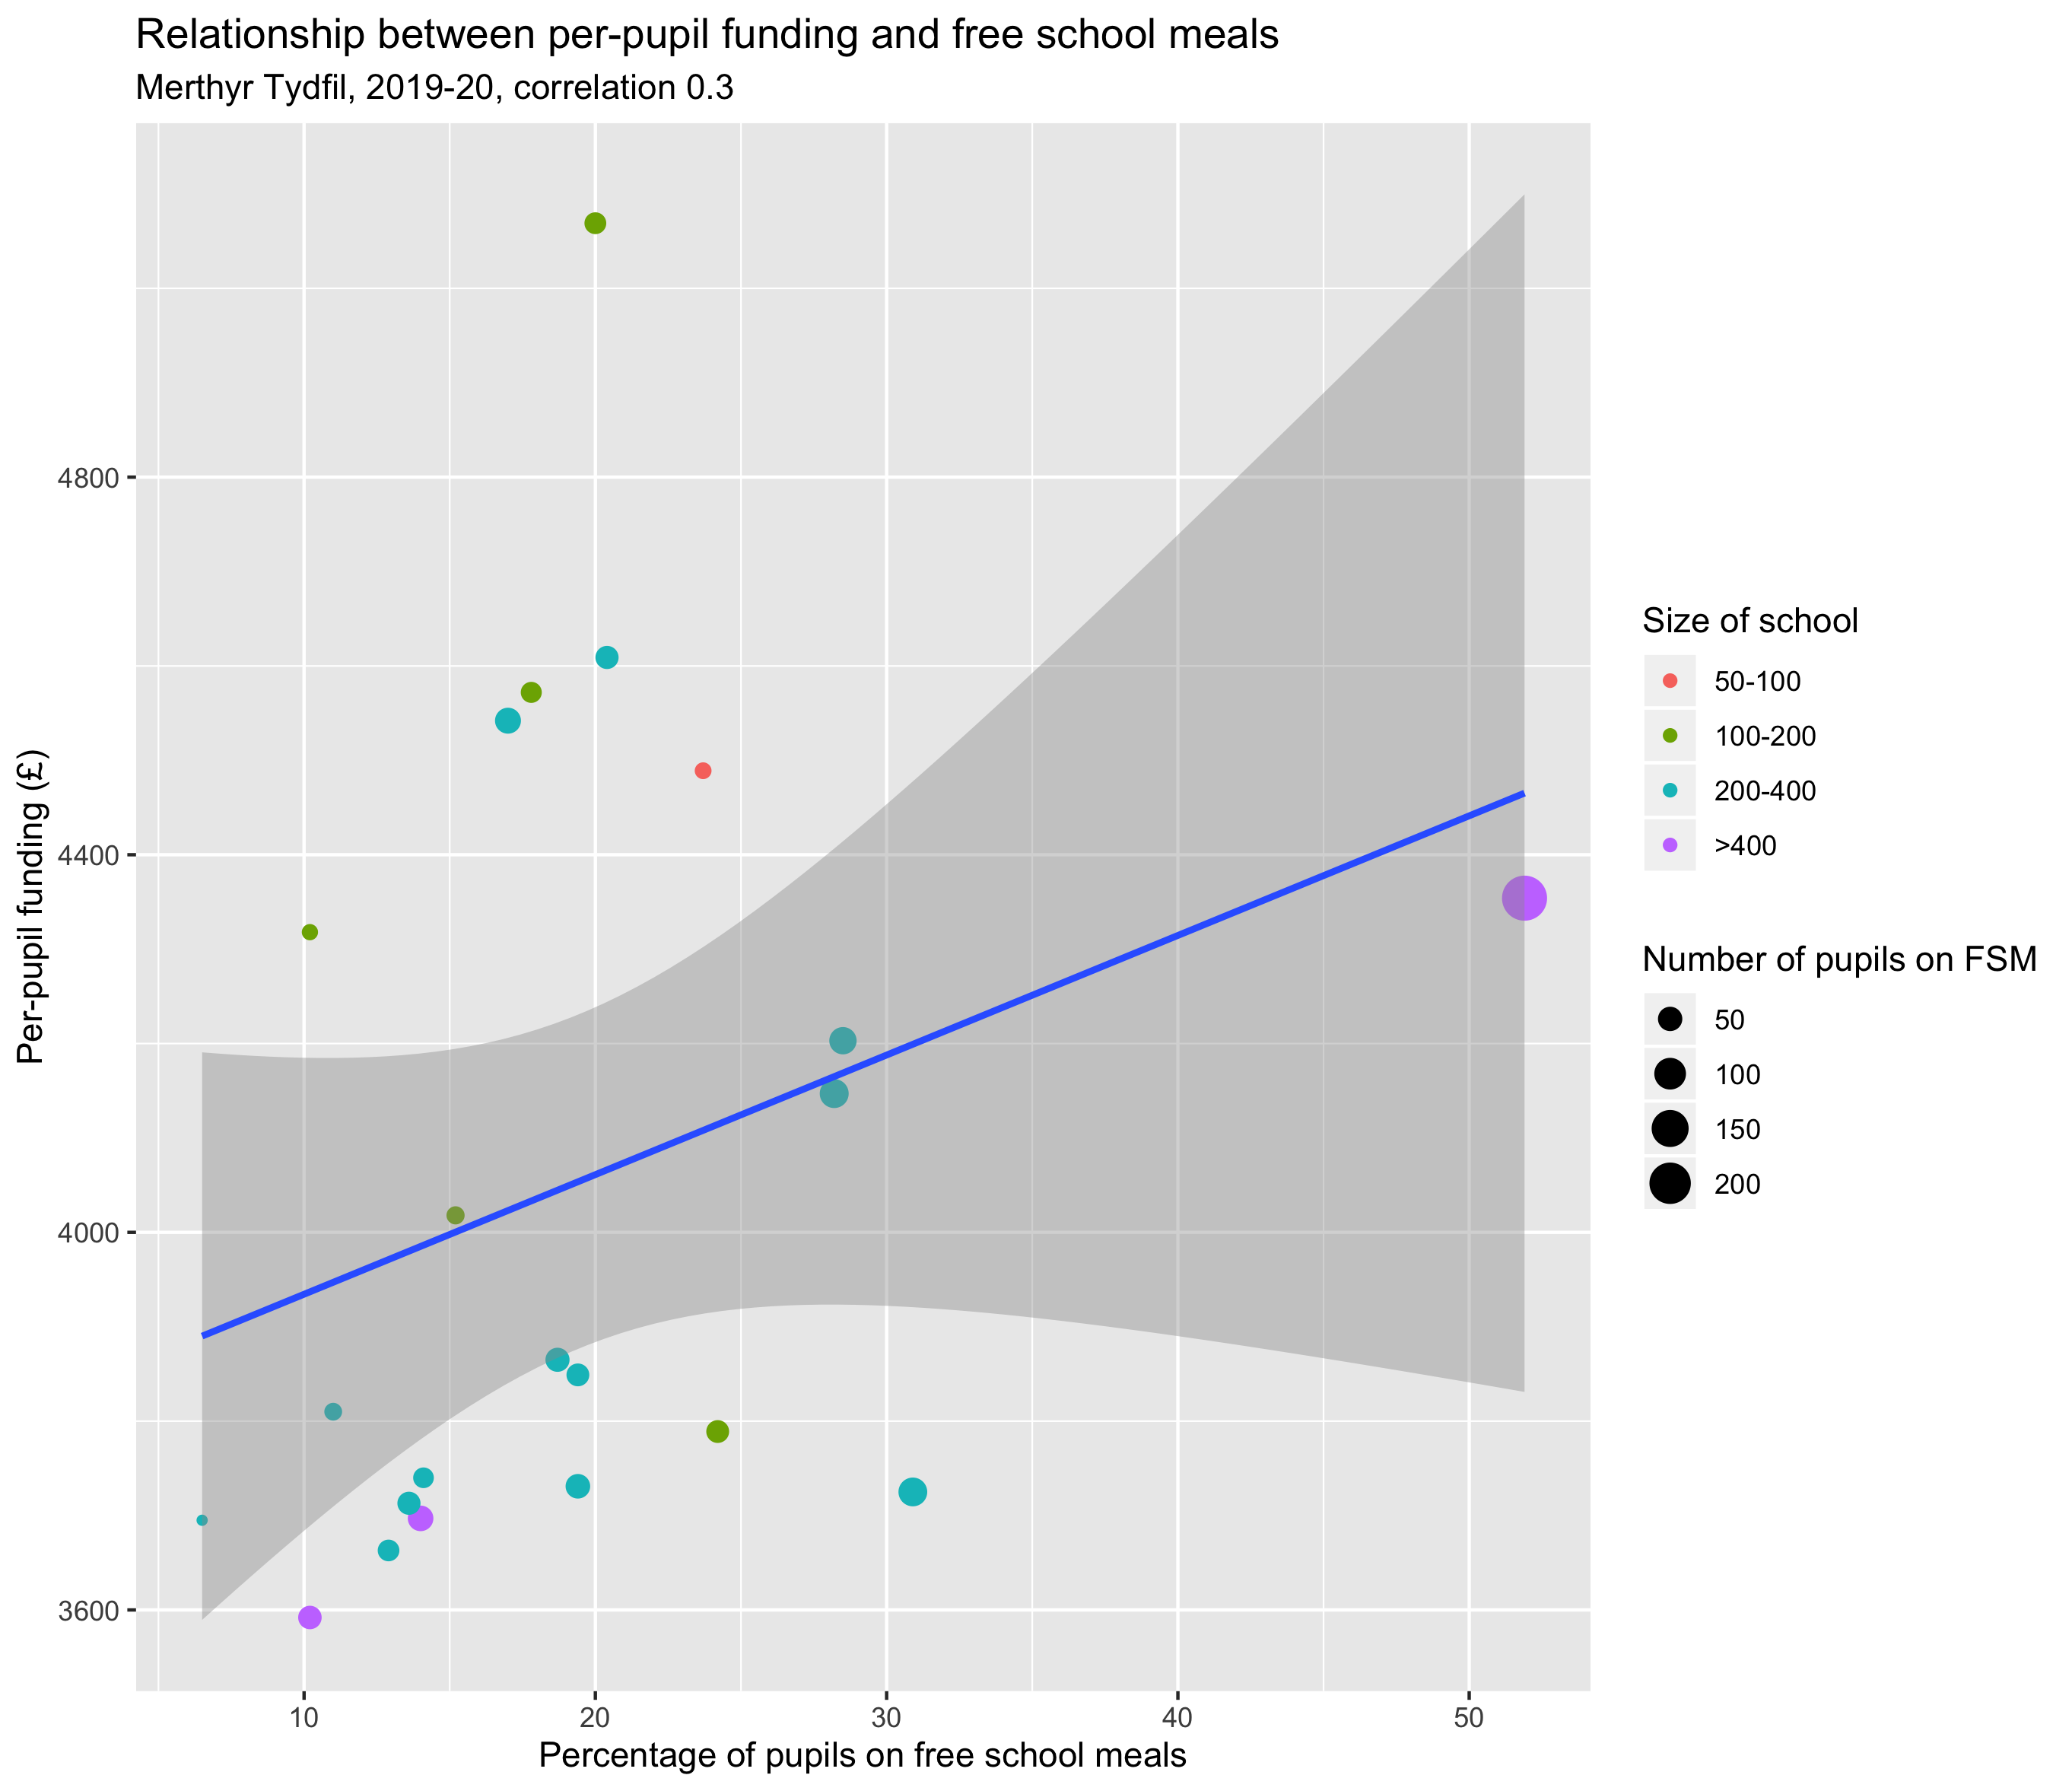 Relationship between per-pupil funding and free school meals
Merthyr Tydfil, 2019-20, correlation 0.3
Per-pupil funding (£)
4800
4400
4000
3600
10 20 30 40 50
Percentage of pupils on free school meals
Size of school
50-100
100-200
200-400
>400
Number of pupils on FSM
50
100
150
200